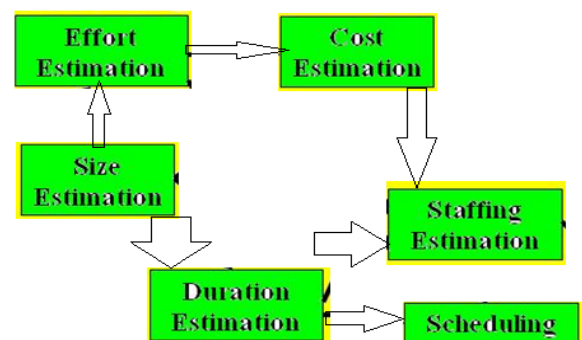 Effort
Estimation
Cost
Estimation
Size
Estimation
Staffing
Estimation
Duration
Estimation
Scheduling